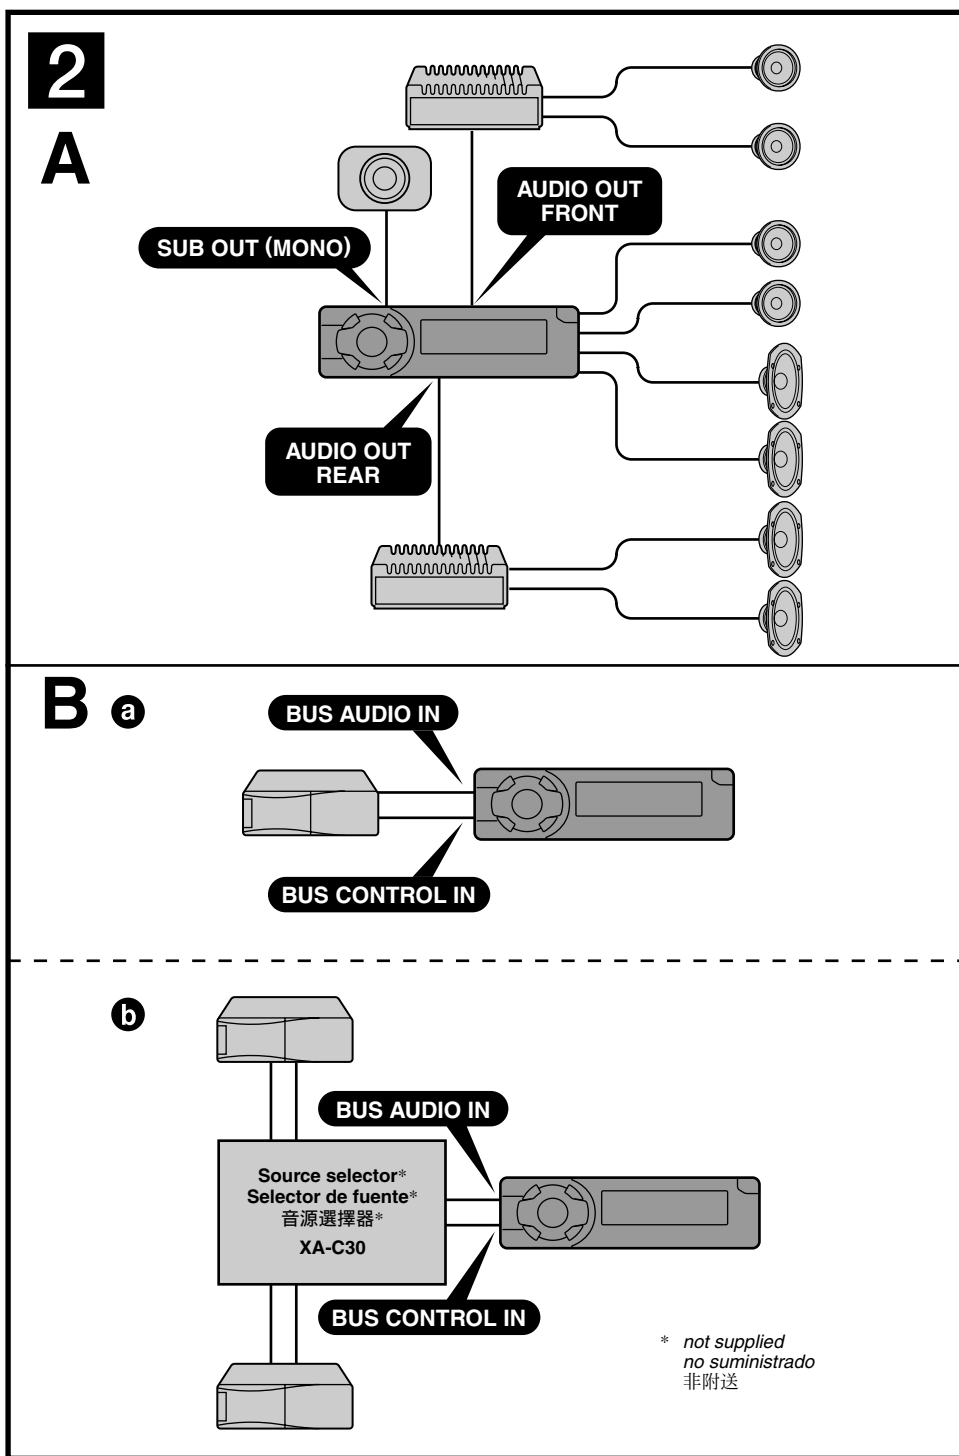 2
A
AUDIO OUT
FRONT
SUB OUT (MONO)
AUDIO OUT
REAR
B a
BUS AUDIO IN
BUS CONTROL IN
b
BUS AUDIO IN
Source selector*
Selector de fuente*
音源選擇器*
XA-C30
BUS CONTROL IN
* not supplied
no suministrado
非附送